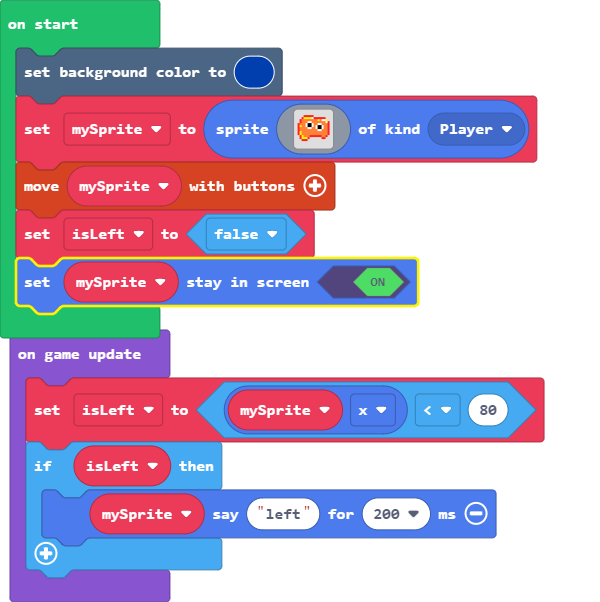 on start
set background color to
set mySprite to sprite of kind Player
move mySprite with buttons
set isLeft to false
set mySprite stay in screen ON
on game update
set isLeft to mySprite x < 80
if isLeft then
mySprite say "left" for 200 ms